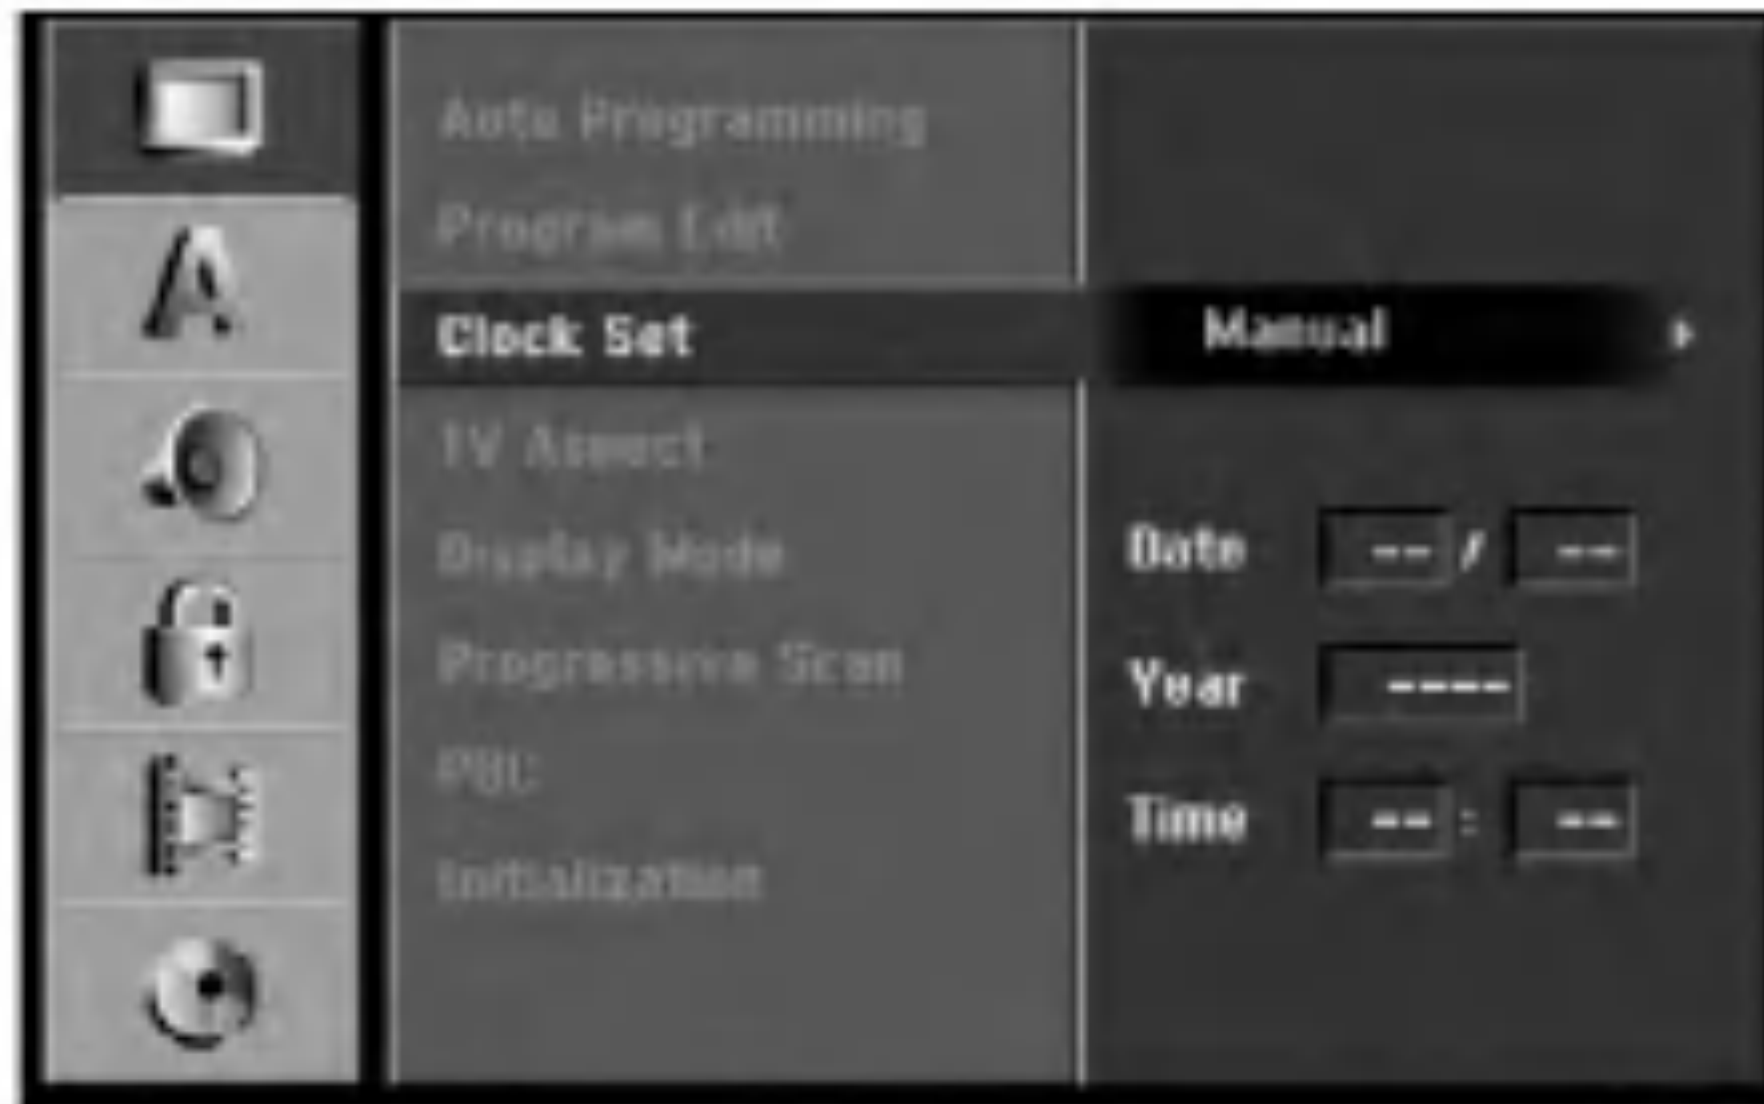 Auto Programming
Program Edit
Clock Set
TV Aspect
Display Mode
Progressive Scan
PBC
Initialization
Manual
Date -- / --
Year ----
Time -- : --